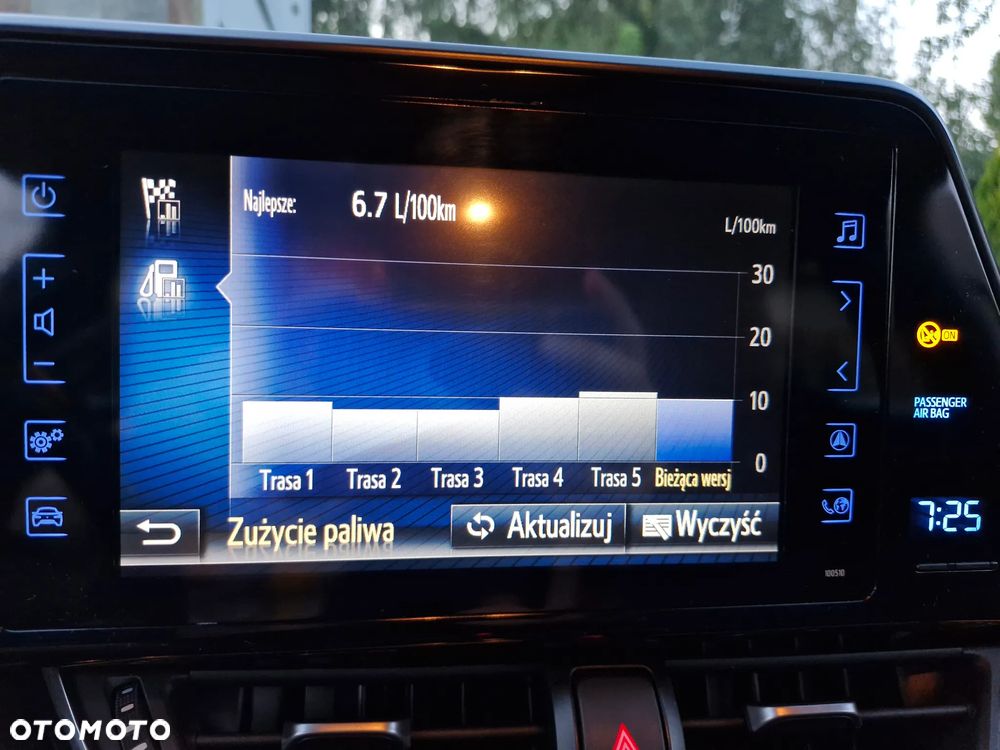 Najlepsze: 6.7 L/100km
L/100km
30
20
10
0
Trasa 1 Trasa 2 Trasa 3 Trasa 4 Trasa 5 Bieżąca wersj
Zużycie paliwa
Aktualizuj
Wyczyść
ON
PASSENGER
AIR BAG
7:25
100510
OTOMOTO